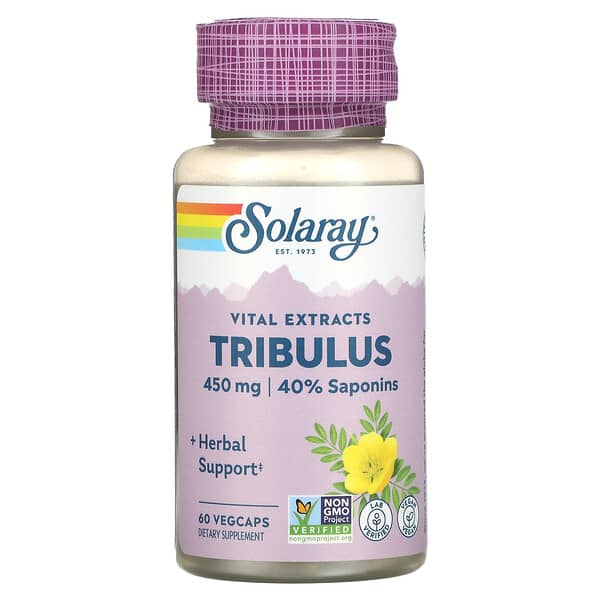 Solaray®
EST. 1973
VITAL EXTRACTS
TRIBULUS
450 mg | 40% Saponins
+ Herbal
Support‡
60 VEGCAPS
DIETARY SUPPLEMENT
NON
GMO
Project
VERIFIED
nongmoproject.org
LAB
VERIFIED
VEGAN